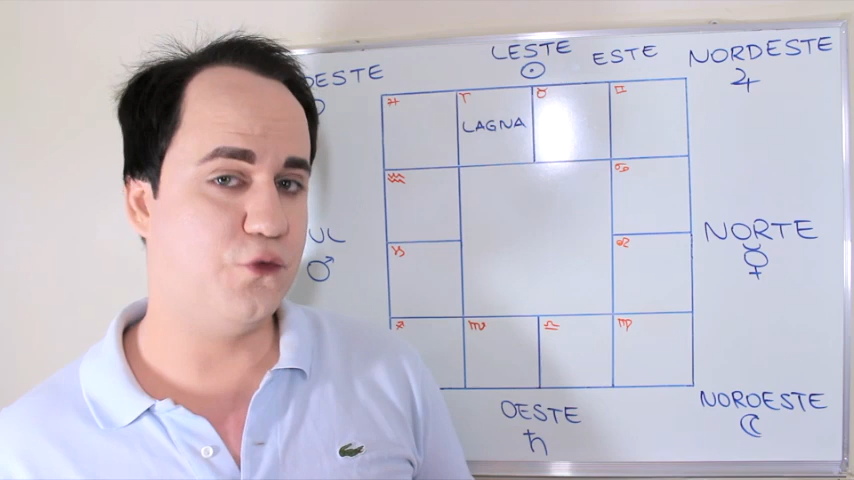 LESTE ESTE NORDESTE
☉ ♃
♓ ♈ ♉ ♊
LAGNA
♒ ♋
NORTE
☿
♂
♑ ♌
♐ ♏ ♎ ♍
OESTE NOROESTE
♄ ☾